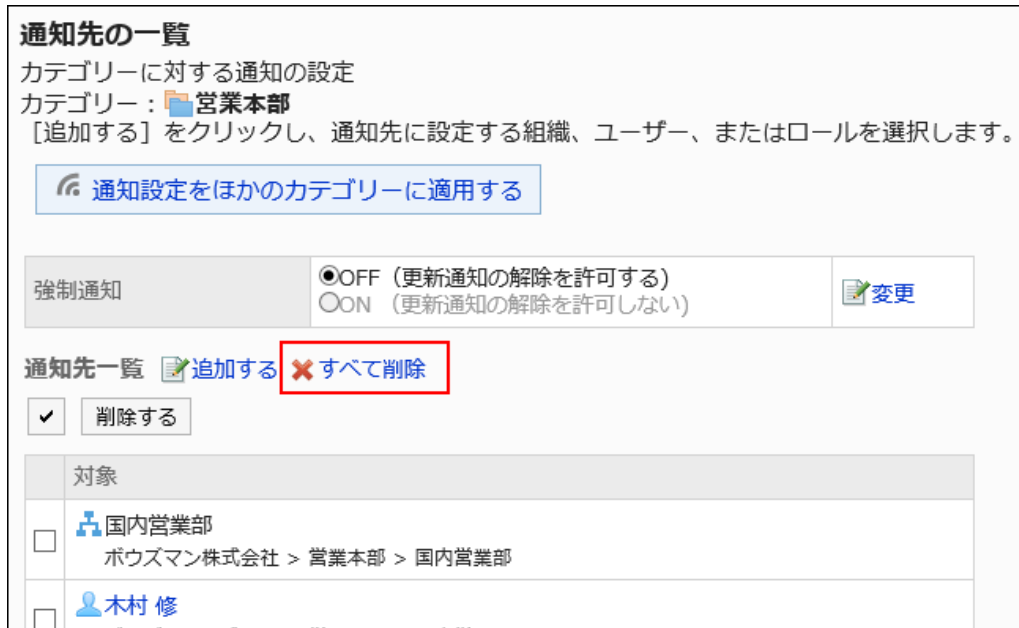 通知先の一覧
カテゴリーに対する通知の設定
カテゴリー：営業本部
［追加する］をクリックし、通知先に設定する組織、ユーザー、またはロールを選択します。
通知設定をほかのカテゴリーに適用する
強制通知 OFF（更新通知の解除を許可する) 変更
ON （更新通知の解除を許可しない)
通知先一覧 追加する すべて削除
削除する
対象
国内営業部
ボウズマン株式会社 > 営業本部 > 国内営業部
木村 修